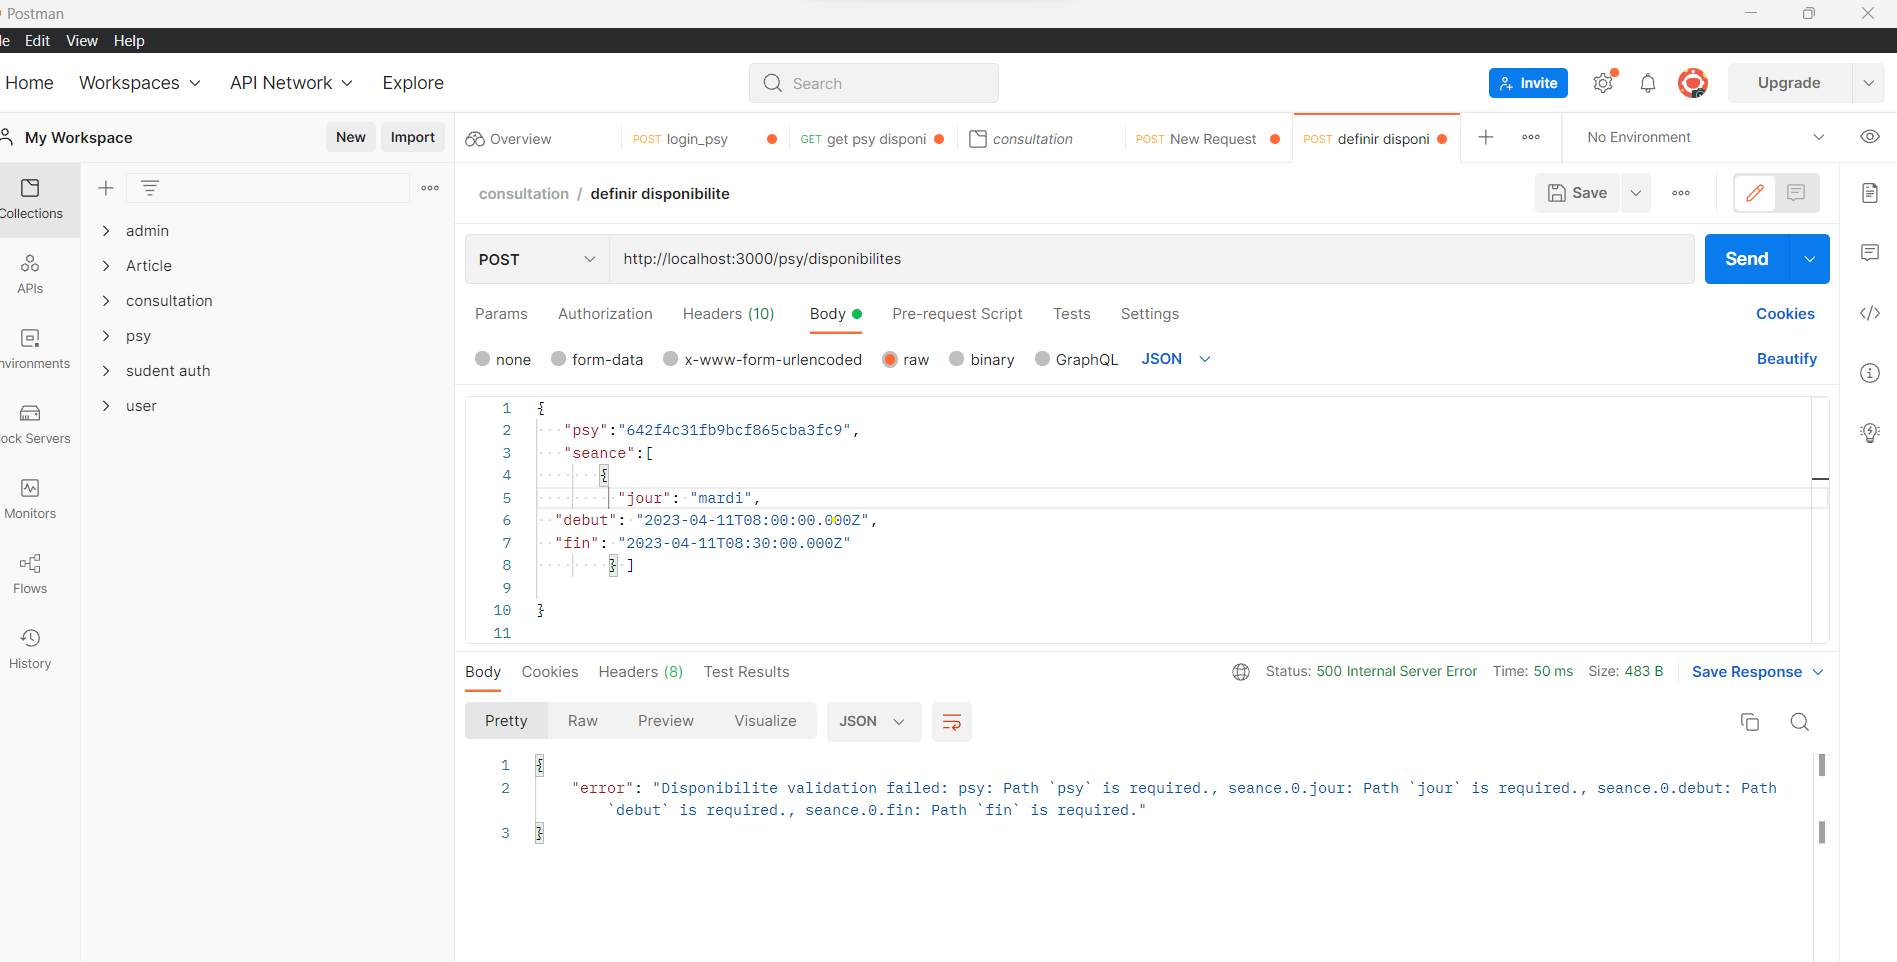 Postman
le Edit View Help
Home Workspaces API Network Explore Search Invite Upgrade
My Workspace New Import Overview POST login_psy GET get psy disponi consultation POST New Request POST definir disponi No Environment
Collections
consultation / definir disponibilite Save
admin
Article
consultation
psy
sudent auth
user
APIs
nvironments
ock Servers
Monitors
Flows
History
POST http://localhost:3000/psy/disponibilites Send
Params Authorization Headers (10) Body Pre-request Script Tests Settings Cookies
none form-data x-www-form-urlencoded raw binary GraphQL JSON Beautify
1 {
2 "psy":"642f4c31fb9bcf865cba3fc9",
3 "seance":[
4 {
5 "jour": "mardi",
6 "debut": "2023-04-11T08:00:00.000Z",
7 "fin": "2023-04-11T08:30:00.000Z"
8 } ]
9
10 }
11
Body Cookies Headers (8) Test Results Status: 500 Internal Server Error Time: 50 ms Size: 483 B Save Response
Pretty Raw Preview Visualize JSON
1 {
2 "error": "Disponibilite validation failed: psy: Path `psy` is required., seance.0.jour: Path `jour` is required., seance.0.debut: Path
`debut` is required., seance.0.fin: Path `fin` is required."
3 }